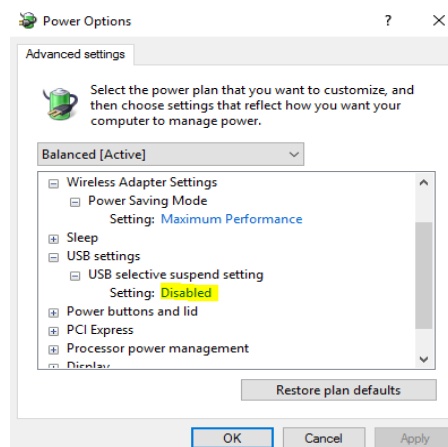 Power Options
Advanced settings
Select the power plan that you want to customize, and
then choose settings that reflect how you want your
computer to manage power.
Balanced [Active]
Wireless Adapter Settings
Power Saving Mode
Setting: Maximum Performance
Sleep
USB settings
USB selective suspend setting
Setting: Disabled
Power buttons and lid
PCI Express
Processor power management
Display
Restore plan defaults
OK Cancel Apply